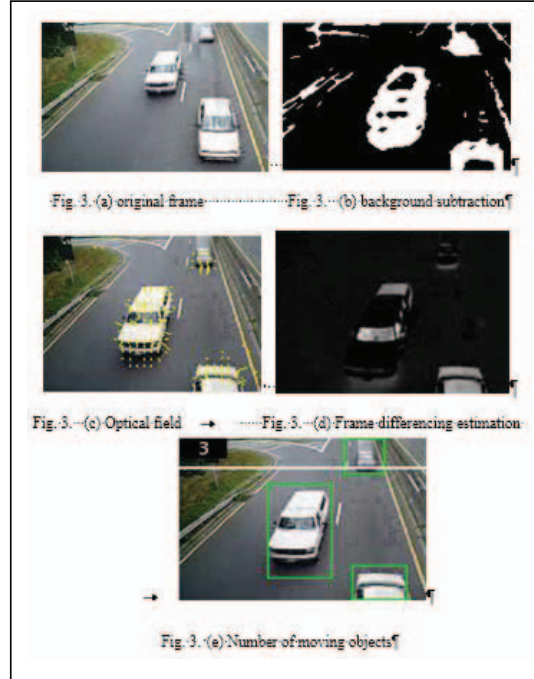 Fig. 3. (a) original frame Fig. 3. (b) background subtraction¶
Fig. 3. (c) Optical field → Fig. 3. (d) Frame differencing estimation
3
Fig. 3. (e) Number of moving objects¶